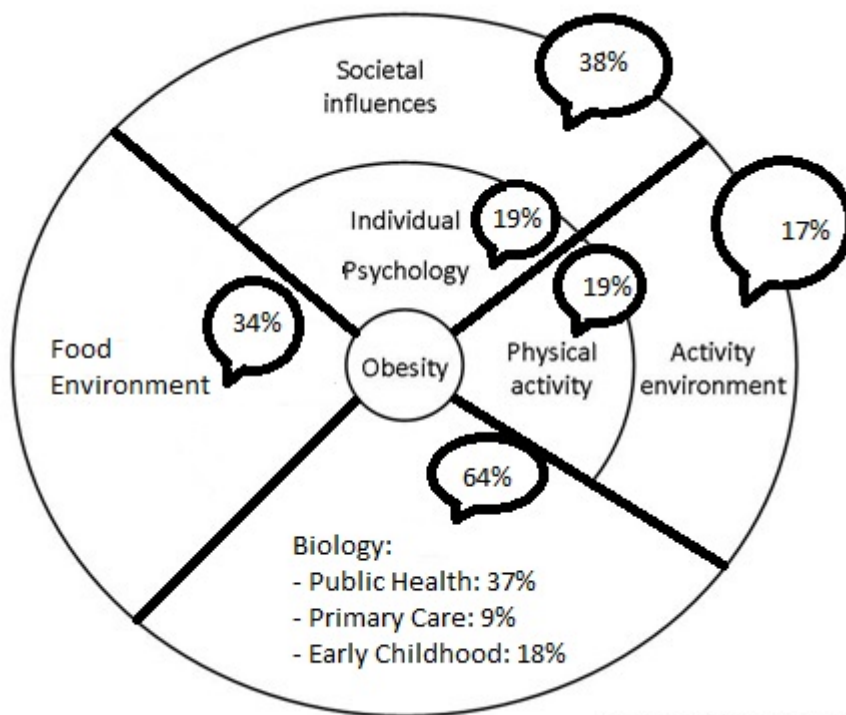 Societal
influences
38%
Individual
Psychology
19%
17%
19%
34%
Food
Environment
Obesity
Physical
activity
Activity
environment
64%
Biology:
- Public Health: 37%
- Primary Care: 9%
- Early Childhood: 18%